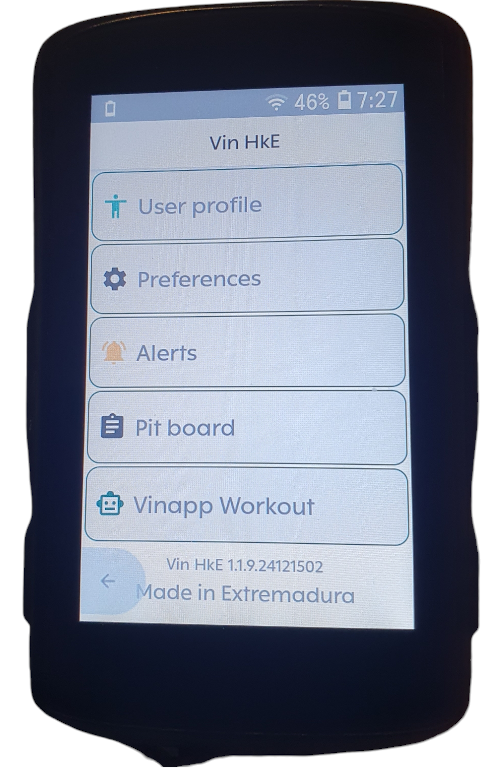 46% 7:27
Vin HkE
User profile
Preferences
Alerts
Pit board
Vinapp Workout
Vin HkE 1.1.9.24121502
Made in Extremadura